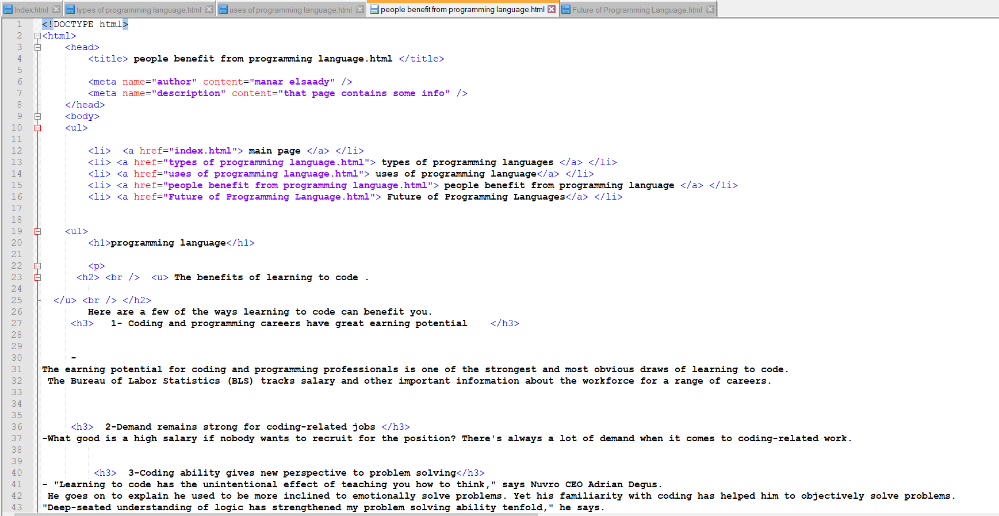 Index.html types of programming language.html uses of programming language.html people benefit from programming language.html Future of Programming Language.html
1 <!DOCTYPE html>
2 <html>
3 <head>
4 <title> people benefit from programming language.html </title>
5
6 <meta name="author" content="manar elsaady" />
7 <meta name="description" content="that page contains some info" />
8 </head>
9 <body>
10 <ul>
11
12 <li>  <a href="index.html"> main page </a> </li>
13 <li> <a href="types of programming language.html"> types of programming languages </a> </li>
14 <li> <a href="uses of programming language.html"> uses of programming language</a> </li>
15 <li> <a href="people benefit from programming language.html"> people benefit from programming language </a> </li>
16 <li> <a href="Future of Programming Language.html"> Future of Programming Languages</a> </li>
17
18
19 <ul>
20 <h1>programming language</h1>
21
22 <p>
23 <h2> <br />  <u> The benefits of learning to code .
24
25 </u> <br /> </h2>
26 Here are a few of the ways learning to code can benefit you.
27 <h3>   1- Coding and programming careers have great earning potential    </h3>
28
29
30 -
31 The earning potential for coding and programming professionals is one of the strongest and most obvious draws of learning to code.
32 The Bureau of Labor Statistics (BLS) tracks salary and other important information about the workforce for a range of careers.
33
34
35
36 <h3>  2-Demand remains strong for coding-related jobs </h3>
37 -What good is a high salary if nobody wants to recruit for the position? There's always a lot of demand when it comes to coding-related work.
38
39
40 <h3>  3-Coding ability gives new perspective to problem solving</h3>
41 - "Learning to code has the unintentional effect of teaching you how to think," says Nuvro CEO Adrian Degus.
42 He goes on to explain he used to be more inclined to emotionally solve problems. Yet his familiarity with coding has helped him to objectively solve problems.
43 "Deep-seated understanding of logic has strengthened my problem solving ability tenfold," he says.